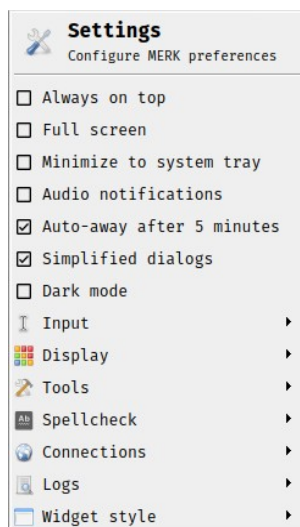 Settings
Configure MERK preferences
Always on top
Full screen
Minimize to system tray
Audio notifications
Auto-away after 5 minutes
Simplified dialogs
Dark mode
Input
Display
Tools
Ab
Spellcheck
Connections
Logs
Widget style